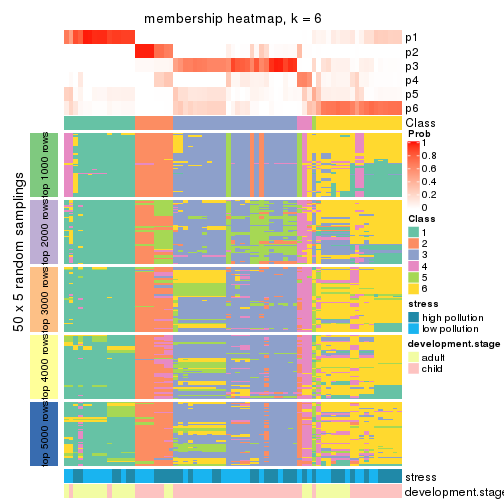 membership heatmap, k = 6
p1
p2
p3
p4
p5
p6
Class
Prob
1
0.8
0.6
0.4
0.2
0
Class
1
2
3
4
5
6
stress
high pollution
low pollution
development.stage
adult
child
50 x 5 random samplings
top 1000 rows
top 2000 rows
top 3000 rows
top 4000 rows
top 5000 rows
stress
development.stage